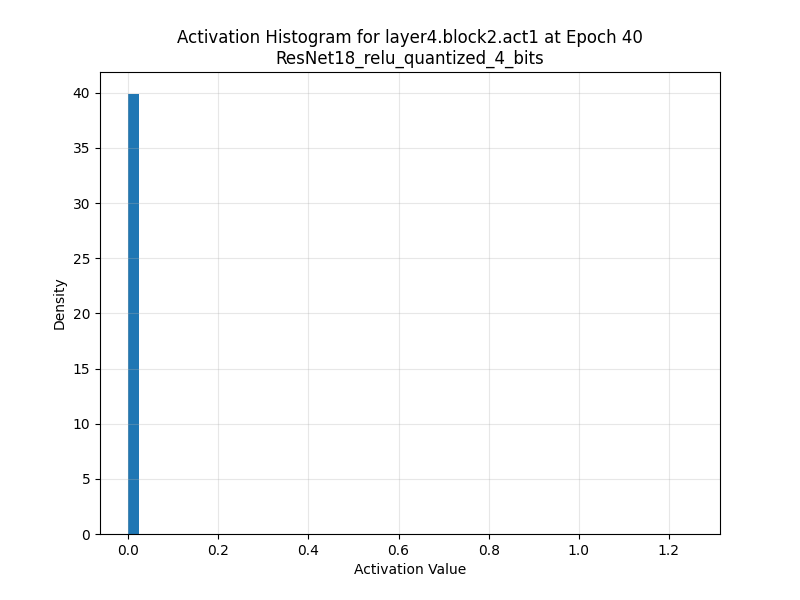 Activation Histogram for layer4.block2.act1 at Epoch 40
ResNet18_relu_quantized_4_bits
40
35
30
25
20
15
10
5
0
Density
0.0 0.2 0.4 0.6 0.8 1.0 1.2
Activation Value